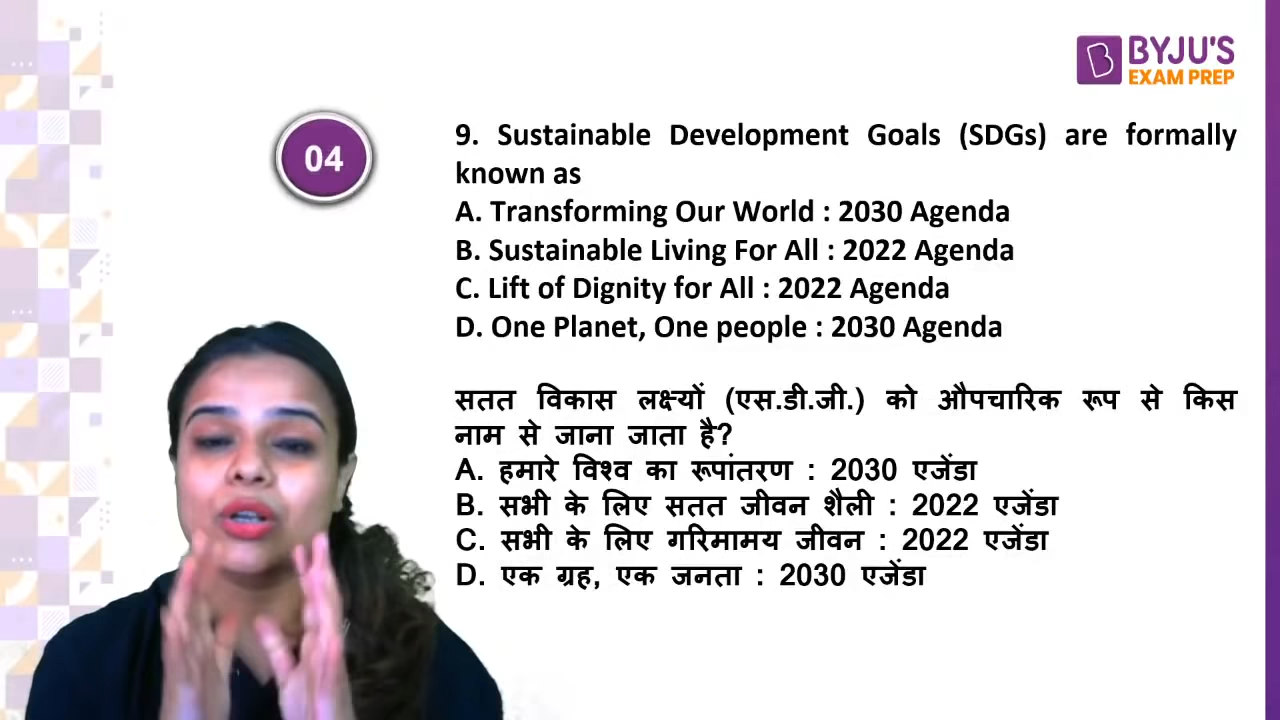 BYJU'S
EXAM PREP
04
9. Sustainable Development Goals (SDGs) are formally
known as
A. Transforming Our World : 2030 Agenda
B. Sustainable Living For All : 2022 Agenda
C. Lift of Dignity for All : 2022 Agenda
D. One Planet, One people : 2030 Agenda
सतत विकास लक्ष्यों (एस.डी.जी.) को औपचारिक रूप से किस
नाम से जाना जाता है?
A. हमारे विश्व का रूपांतरण : 2030 एजेंडा
B. सभी के लिए सतत जीवन शैली : 2022 एजेंडा
C. सभी के लिए गरिमामय जीवन : 2022 एजेंडा
D. एक ग्रह, एक जनता : 2030 एजेंडा